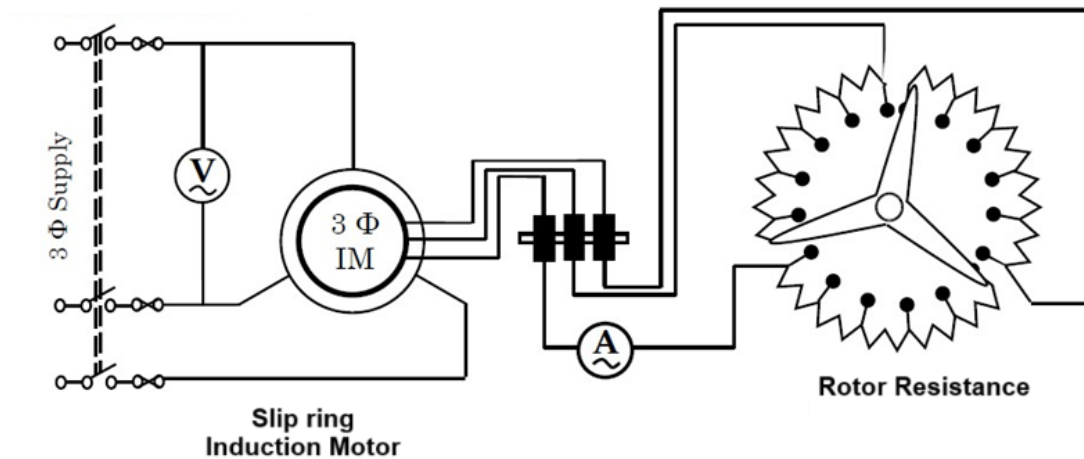 3 Φ Supply
V
3 Φ
IM
A
Slip ring
Induction Motor
Rotor Resistance